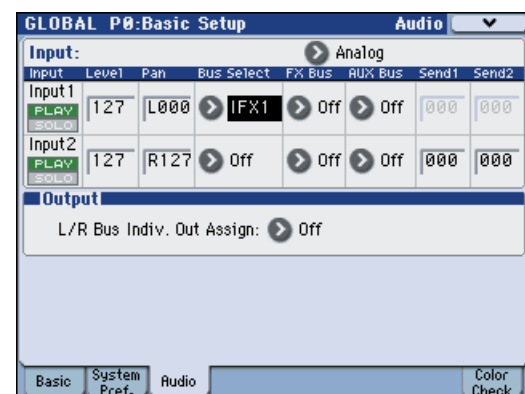 GLOBAL P0:Basic Setup Audio
Input: Analog
Input Level Pan Bus Select FX Bus AUX Bus Send1 Send2
Input1
PLAY 127 L000 IFX1 Off Off 000 000
SOLO
Input2
PLAY 127 R127 Off Off Off 000 000
SOLO
Output
L/R Bus Indiv. Out Assign: Off
Basic System Pref. Audio Color Check